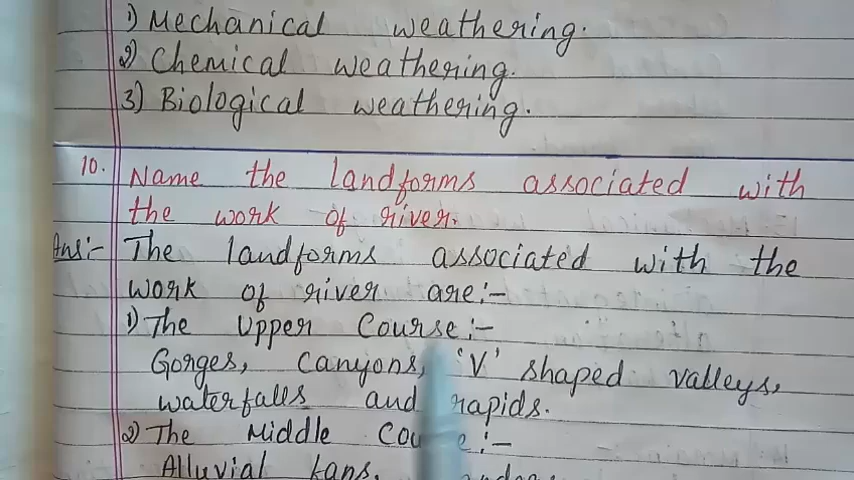 1) Mechanical weathering.
2) Chemical weathering.
3) Biological weathering.
10. Name the landforms associated with
the work of river.
Ans:- The landforms associated with the
work of river are:-
1) The Upper Course:-
Gorges, Canyons, 'V' shaped valleys,
waterfalls and rapids.
2) The Middle :-
Alluvial fans,